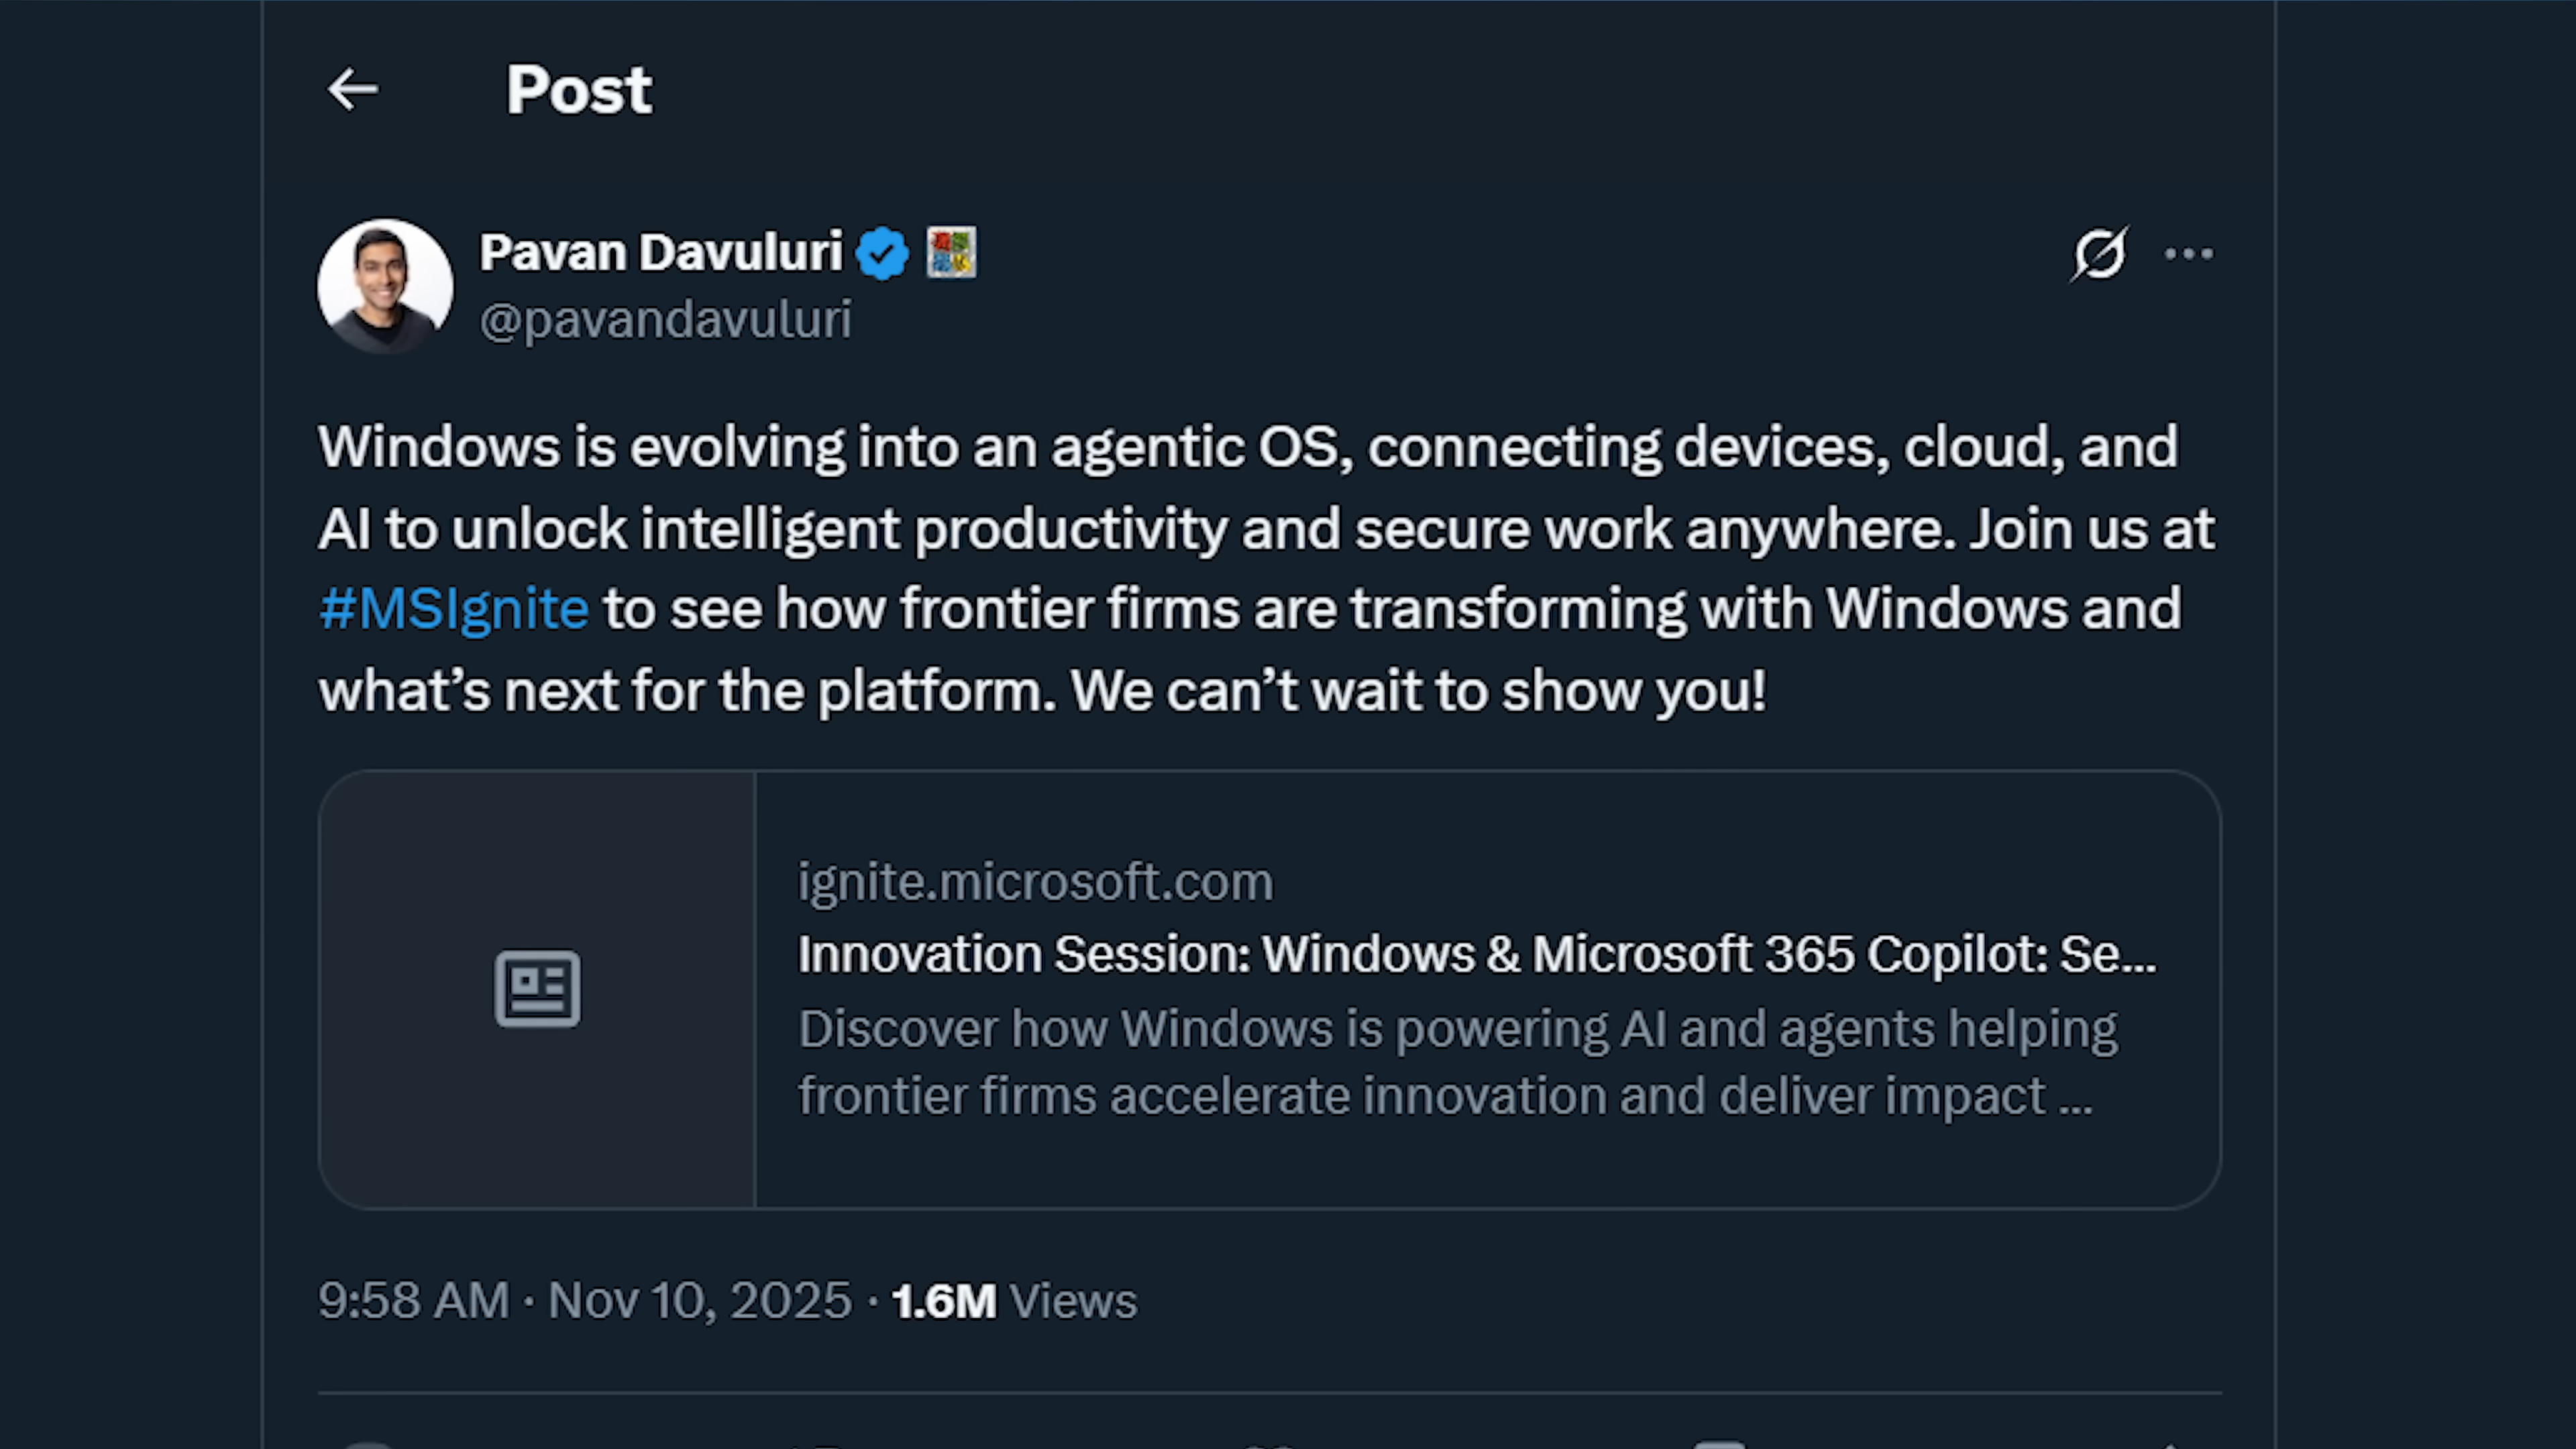 Post
Pavan Davuluri
@pavandavuluri
Windows is evolving into an agentic OS, connecting devices, cloud, and
AI to unlock intelligent productivity and secure work anywhere. Join us at
#MSIgnite to see how frontier firms are transforming with Windows and
what’s next for the platform. We can’t wait to show you!
ignite.microsoft.com
Innovation Session: Windows & Microsoft 365 Copilot: Se...
Discover how Windows is powering AI and agents helping
frontier firms accelerate innovation and deliver impact ...
9:58 AM · Nov 10, 2025 · 1.6M Views